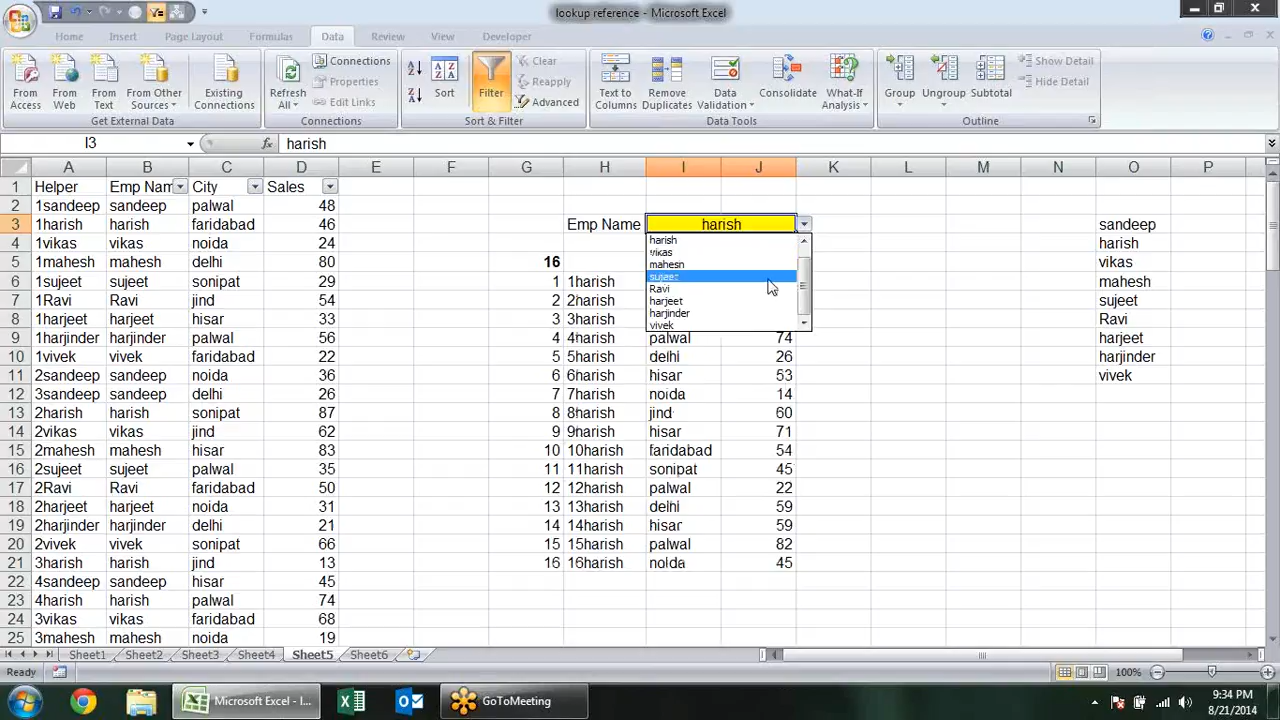 lookup reference - Microsoft Excel
Home Insert Page Layout Formulas Data Review View Developer
From Access
From Web
From Text
From Other Sources
Existing Connections
Get External Data
Refresh All
Connections
Properties
Edit Links
Connections
Sort
Filter
Clear
Reapply
Advanced
Sort & Filter
Text to Columns
Remove Duplicates
Data Validation
Consolidate
What-If Analysis
Data Tools
Group
Ungroup
Subtotal
Show Detail
Hide Detail
Outline
I3 fx harish
A B C D E F G H I J K L M N O P
1 Helper Emp Nam City Sales
2 1sandeep sandeep palwal 48
3 1harish harish faridabad 46 Emp Name harish sandeep
4 1vikas vikas noida 24 harish
5 1mahesh mahesh delhi 80 16 vikas
6 1sujeet sujeet sonipat 29 1 1harish mahesh
7 1Ravi Ravi jind 54 2 2harish sujeet
8 1harjeet harjeet hisar 33 3 3harish Ravi
9 1harjinder harjinder palwal 56 4 4harish palwal 74 harjeet
10 1vivek vivek faridabad 22 5 5harish delhi 26 harjinder
11 2sandeep sandeep noida 36 6 6harish hisar 53 vivek
12 3sandeep sandeep delhi 26 7 7harish noida 14
13 2harish harish sonipat 87 8 8harish jind 60
14 2vikas vikas jind 62 9 9harish hisar 71
15 2mahesh mahesh hisar 83 10 10harish faridabad 54
16 2sujeet sujeet palwal 35 11 11harish sonipat 45
17 2Ravi Ravi faridabad 50 12 12harish palwal 22
18 2harjeet harjeet noida 31 13 13harish delhi 59
19 2harjinder harjinder delhi 21 14 14harish hisar 59
20 2vivek vivek sonipat 66 15 15harish palwal 82
21 3harish harish jind 13 16 16harish noida 45
22 4sandeep sandeep hisar 45
23 4harish harish palwal 74
24 3vikas vikas faridabad 68
25 3mahesh mahesh noida 19
harish
vikas
mahesh
sujeet
Ravi
harjeet
harjinder
vivek
Sheet1 Sheet2 Sheet3 Sheet4 Sheet5 Sheet6
Ready 100%
Microsoft Excel - l... GoToMeeting
9:34 PM
8/21/2014